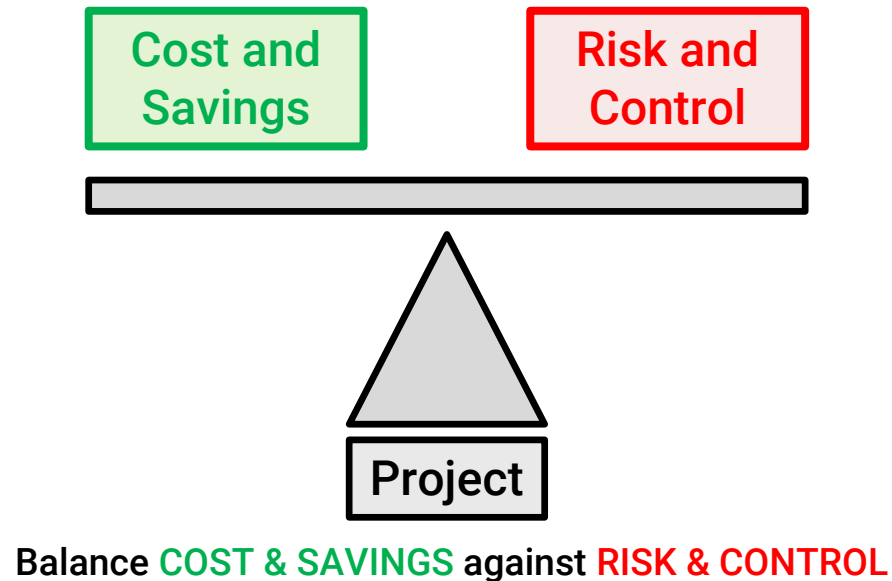 Cost and
Savings
Risk and
Control
Project
Balance COST & SAVINGS against RISK & CONTROL